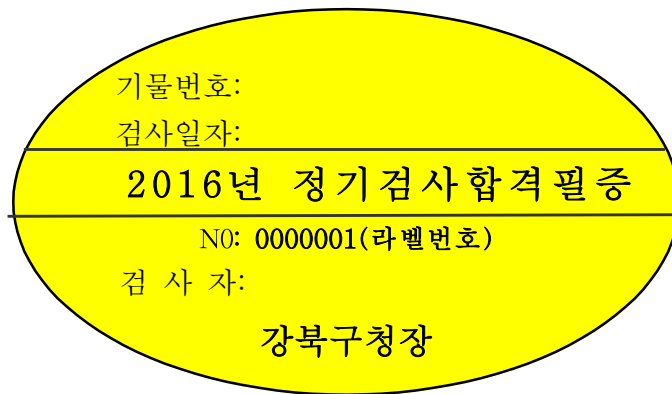 기물번호:
검사일자:
2016년 정기검사합격필증
N0: 0000001(라벨번호)
검 사 자:
강북구청장